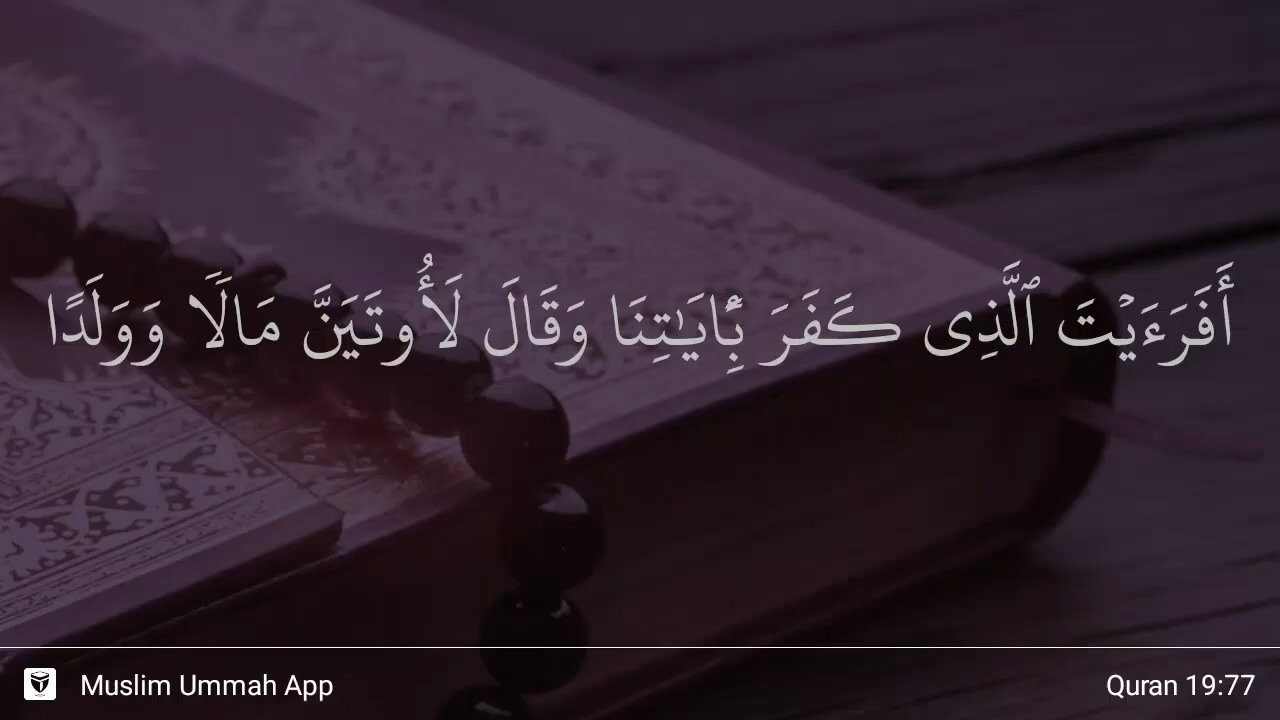 أَفَرَءَيْتَ ٱلَّذِى كَفَرَ بِـَٔايَـٰتِنَا وَقَالَ لَأُوتَيَنَّ مَالًا وَوَلَدًا
Muslim Ummah App
Quran 19:77